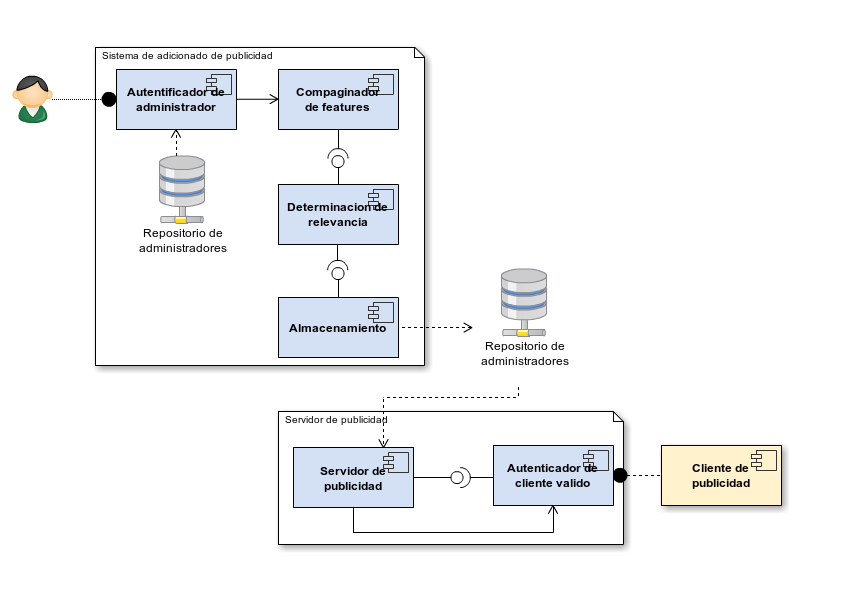 Sistema de adicionado de publicidad
Autentificador de
administrador
Compaginador
de features
Repositorio de
administradores
Determinacion de
relevancia
Almacenamiento
Repositorio de
administradores
Servidor de publicidad
Servidor de
publicidad
Autenticador de
cliente valido
Cliente de
publicidad